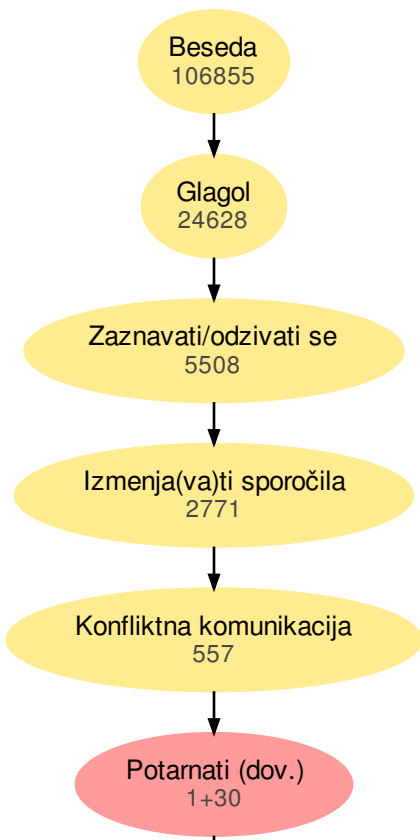 Beseda
106855
Glagol
24628
Zaznavati/odzivati se
5508
Izmenja(va)ti sporočila
2771
Konfliktna komunikacija
557
Potarnati (dov.)
1+30